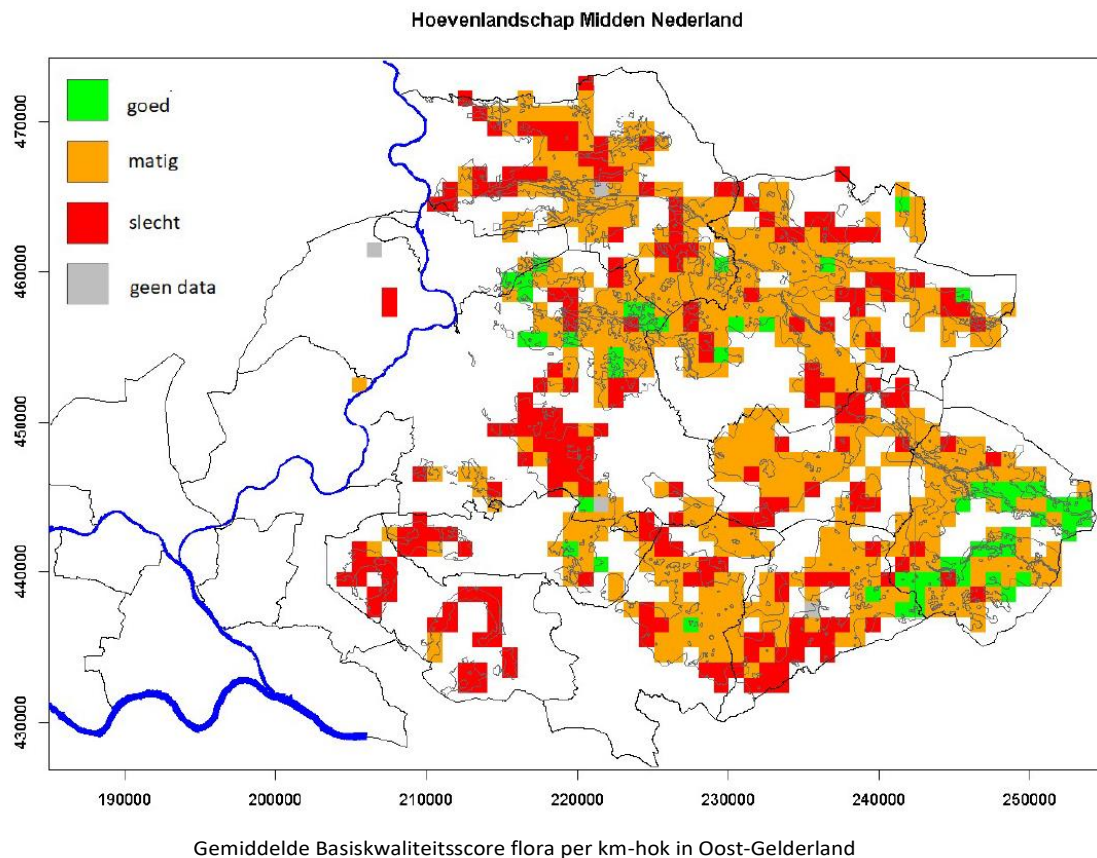 Hoevenlandschap Midden Nederland
goed
matig
slecht
geen data
470000
460000
450000
440000
430000
190000 200000 210000 220000 230000 240000 250000
Gemiddelde Basiskwaliteitsscore flora per km-hok in Oost-Gelderland